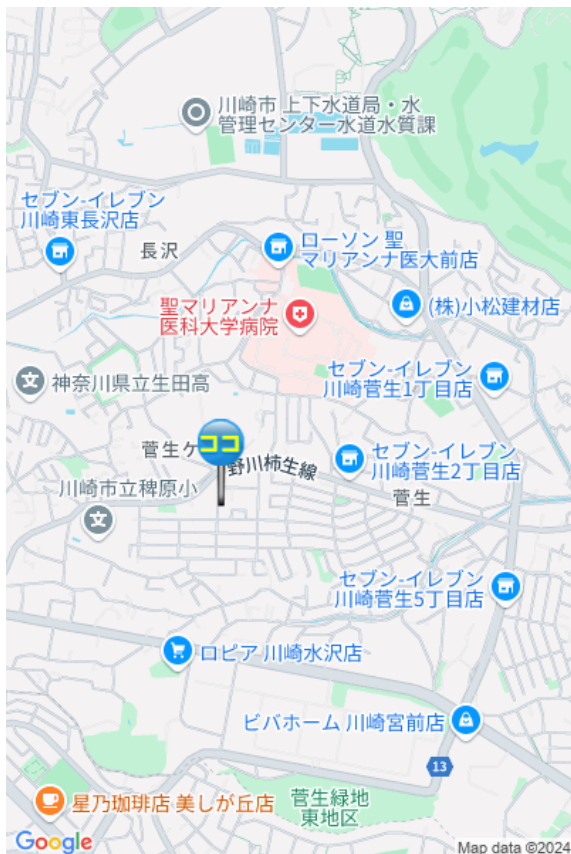 川崎市 上下水道局・水
管理センター水道水質課
セブン-イレブン
川崎東長沢店
長沢
ローソン 聖
マリアンナ医大前店
聖マリアンナ
医科大学病院
(株)小松建材店
神奈川県立生田高
セブン-イレブン
川崎菅生1丁目店
菅生ケ
ココ
野川柿生線
セブン-イレブン
川崎菅生2丁目店
菅生
川崎市立稗原小
セブン-イレブン
川崎菅生5丁目店
ロピア 川崎水沢店
ビバホーム 川崎宮前店
13
星乃珈琲店 美しが丘店
菅生緑地
東地区
Google
Map data ©2024